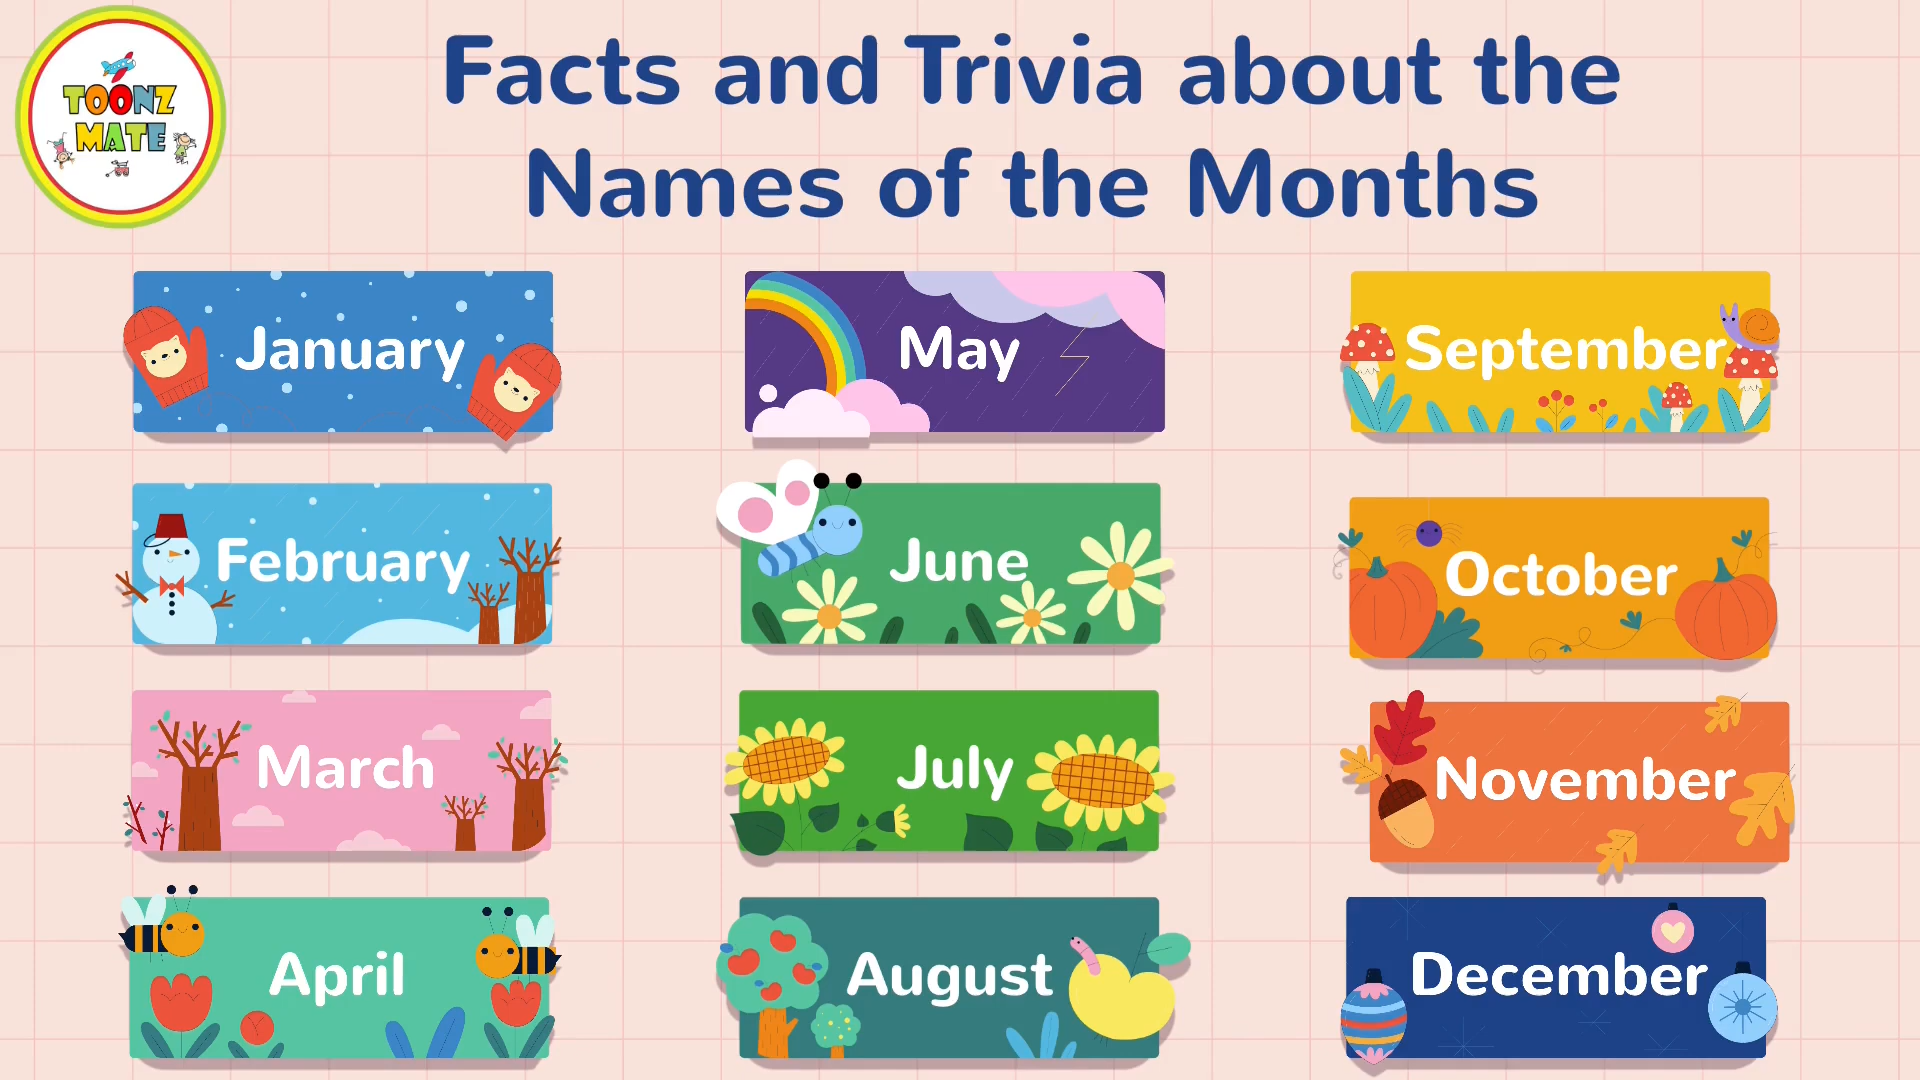 TOONZ
MATE
Facts and Trivia about the
Names of the Months
January
February
March
April
May
June
July
August
September
October
November
December